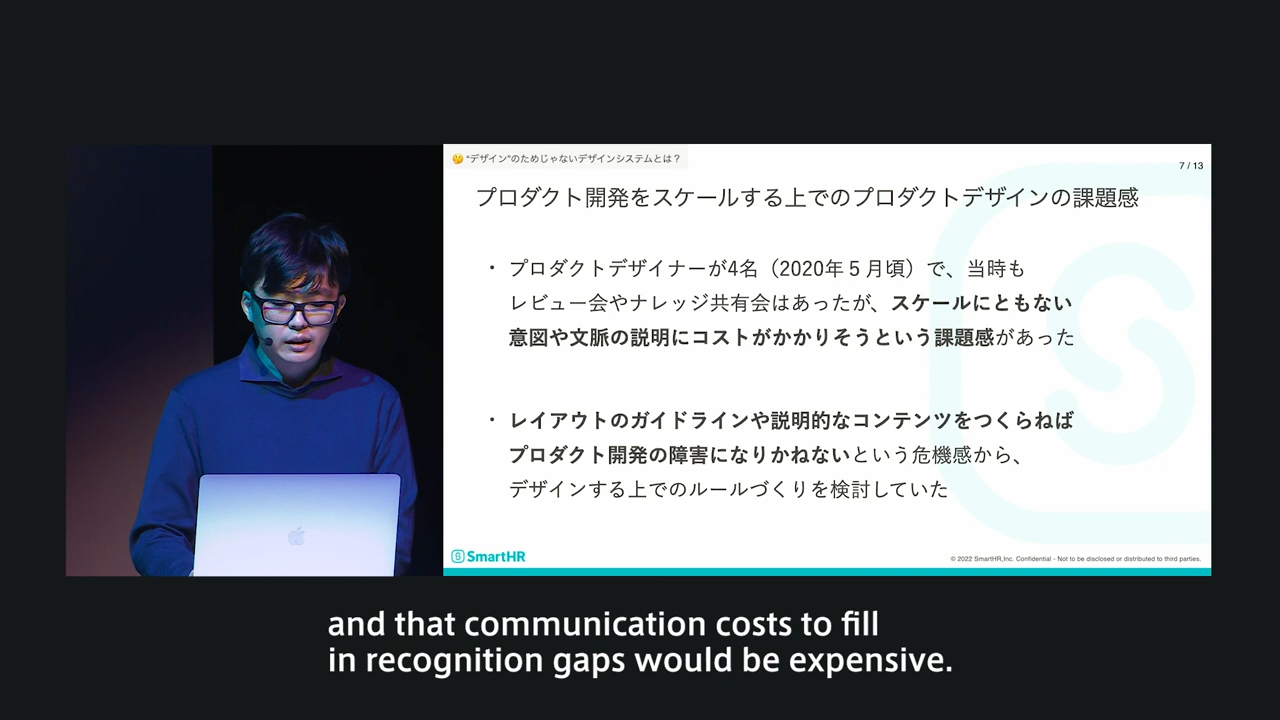 🤔 “デザイン”のためじゃないデザインシステムとは？
7 / 13
プロダクト開発をスケールする上でのプロダクトデザインの課題感
・ プロダクトデザイナーが4名（2020年５月頃）で、当時も
レビュー会やナレッジ共有会はあったが、スケールにともない
意図や文脈の説明にコストがかかりそうという課題感があった
・ レイアウトのガイドラインや説明的なコンテンツをつくらねば
プロダクト開発の障害になりかねないという危機感から、
デザインする上でのルールづくりを検討していた
SmartHR
© 2022 SmartHR,Inc. Confidential - Not to be disclosed or distributed to third parties.
and that communication costs to fill
in recognition gaps would be expensive.